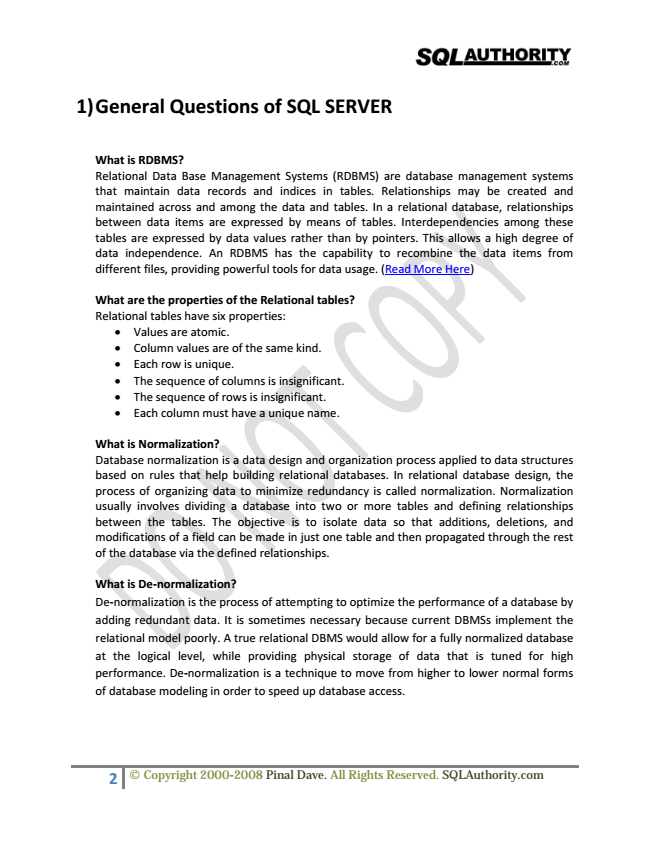 SQLAUTHORITY
.COM
1) General Questions of SQL SERVER
What is RDBMS?
Relational Data Base Management Systems (RDBMS) are database management systems
that maintain data records and indices in tables. Relationships may be created and
maintained across and among the data and tables. In a relational database, relationships
between data items are expressed by means of tables. Interdependencies among these
tables are expressed by data values rather than by pointers. This allows a high degree of
data independence. An RDBMS has the capability to recombine the data items from
different files, providing powerful tools for data usage. (Read More Here)
What are the properties of the Relational tables?
Relational tables have six properties:
• Values are atomic.
• Column values are of the same kind.
• Each row is unique.
• The sequence of columns is insignificant.
• The sequence of rows is insignificant.
• Each column must have a unique name.
What is Normalization?
Database normalization is a data design and organization process applied to data structures
based on rules that help building relational databases. In relational database design, the
process of organizing data to minimize redundancy is called normalization. Normalization
usually involves dividing a database into two or more tables and defining relationships
between the tables. The objective is to isolate data so that additions, deletions, and
modifications of a field can be made in just one table and then propagated through the rest
of the database via the defined relationships.
What is De-normalization?
De-normalization is the process of attempting to optimize the performance of a database by
adding redundant data. It is sometimes necessary because current DBMSs implement the
relational model poorly. A true relational DBMS would allow for a fully normalized database
at the logical level, while providing physical storage of data that is tuned for high
performance. De-normalization is a technique to move from higher to lower normal forms
of database modeling in order to speed up database access.
DO NOT COPY
2 © Copyright 2000-2008 Pinal Dave. All Rights Reserved. SQLAuthority.com